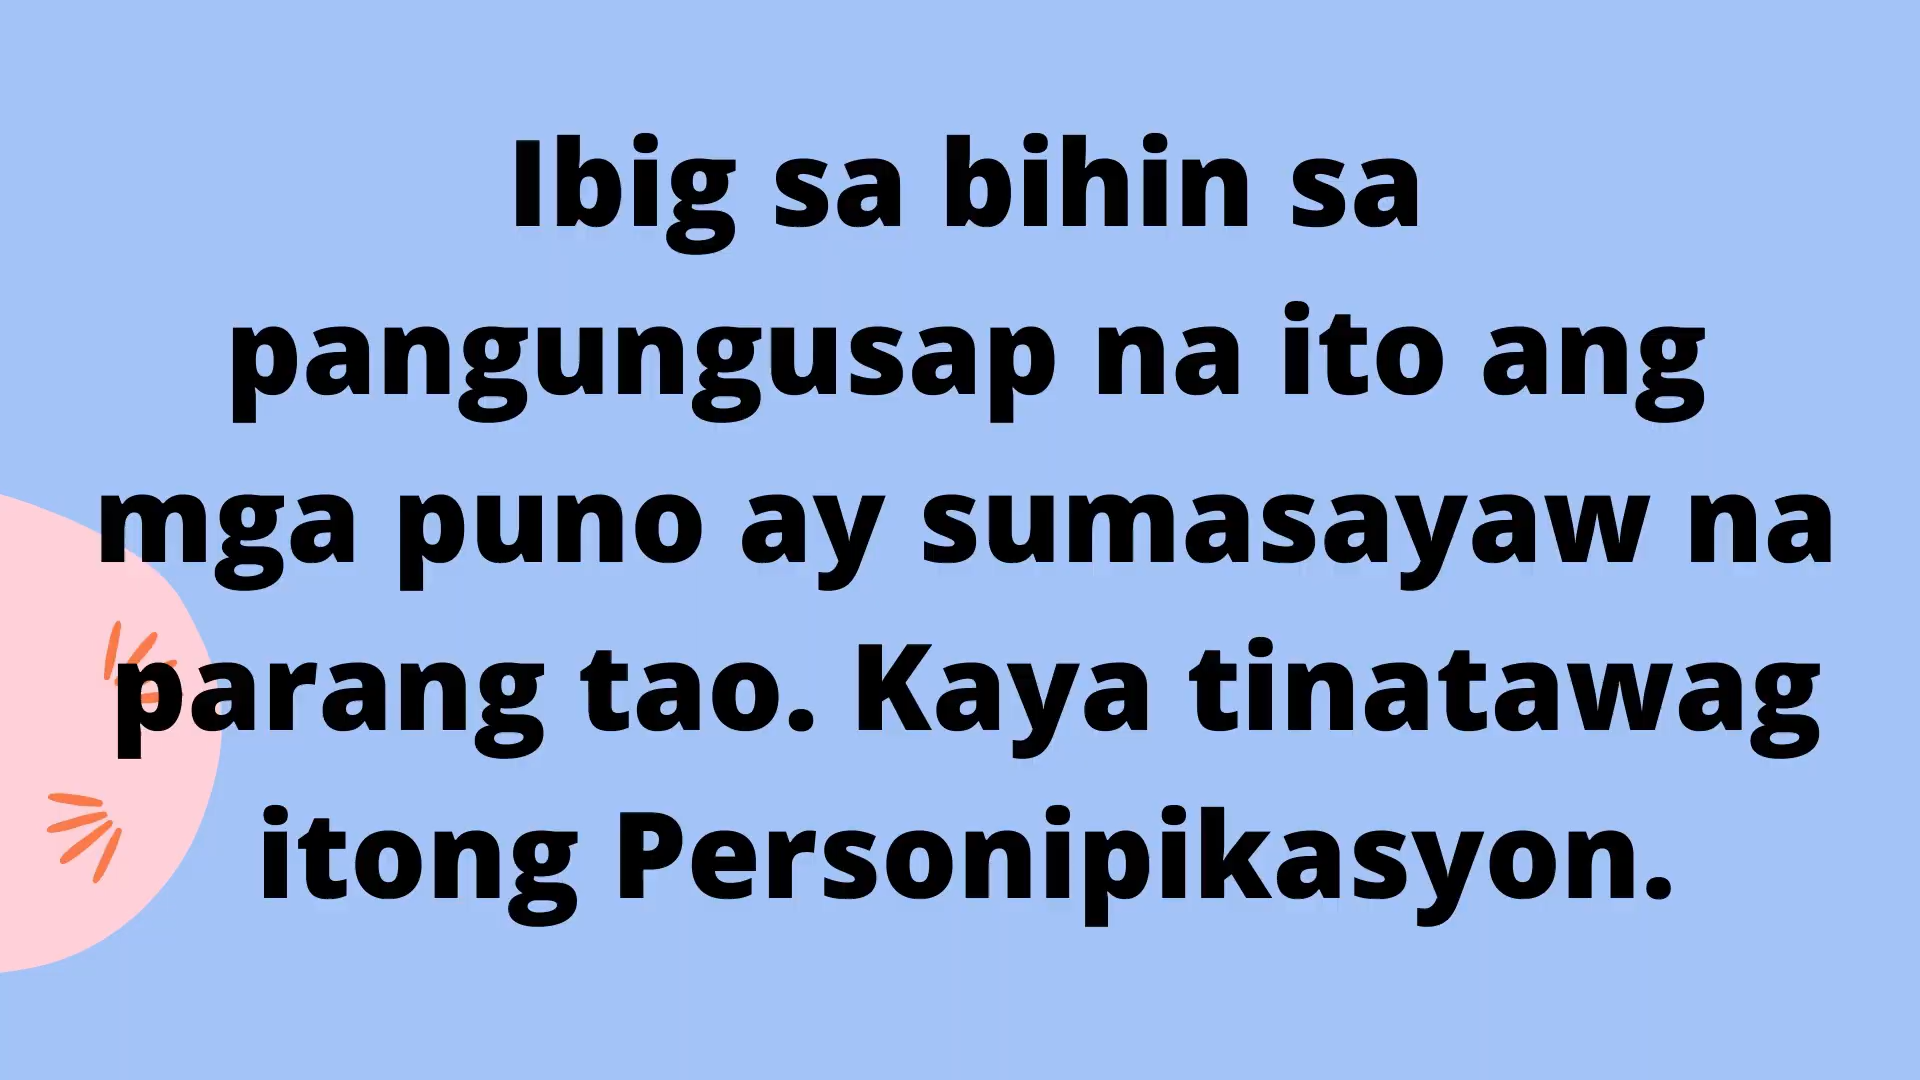 Ibig sa bihin sa
pangungusap na ito ang
mga puno ay sumasayaw na
parang tao. Kaya tinatawag
itong Personipikasyon.